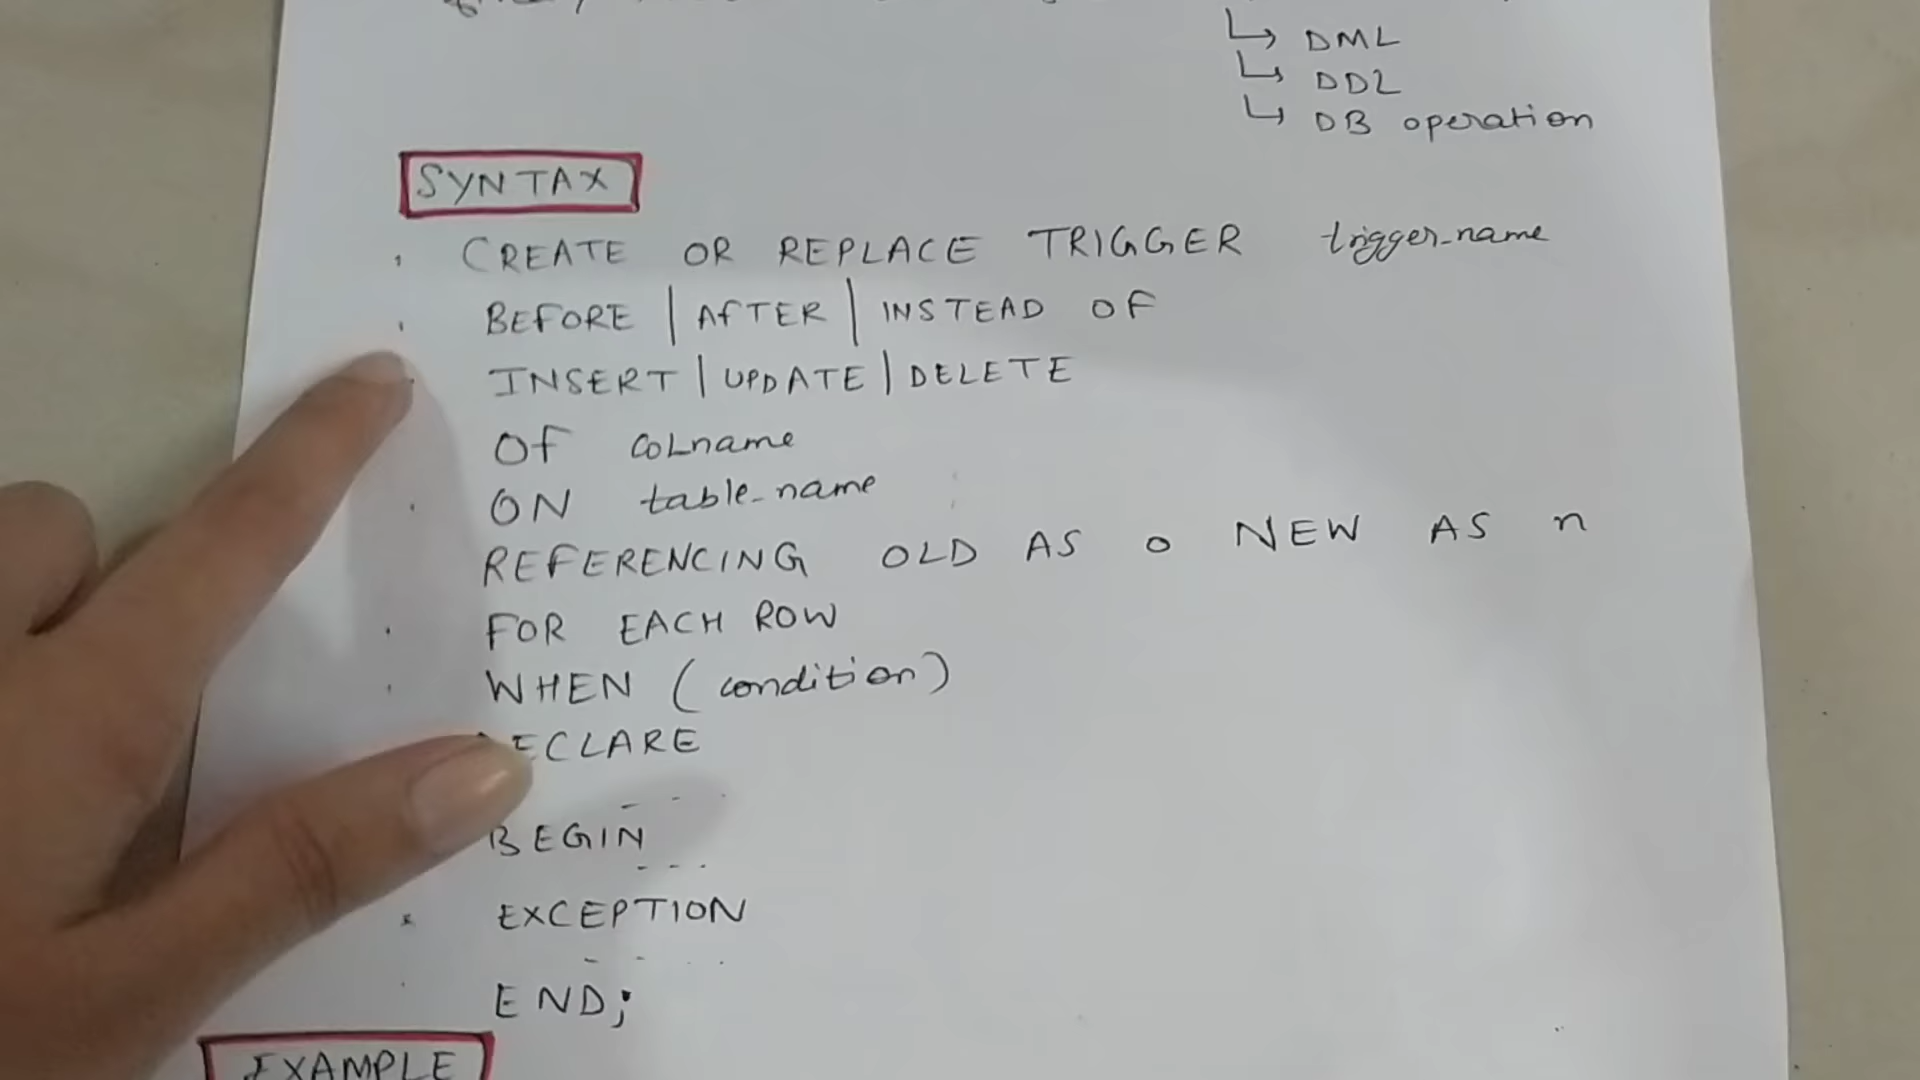 DML
DDL
DB operation
SYNTAX
CREATE OR REPLACE TRIGGER trigger_name
BEFORE | AFTER | INSTEAD OF
INSERT | UPDATE | DELETE
OF COLname
ON table_name
REFERENCING OLD AS o NEW AS n
FOR EACH ROW
WHEN (condition)
DECLARE
BEGIN
EXCEPTION
END;
EXAMPLE